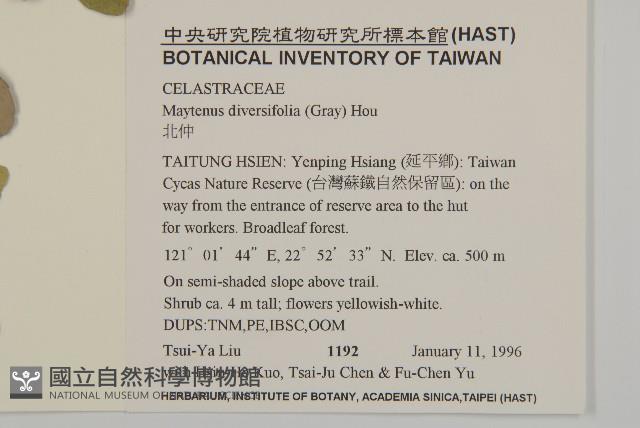 中央研究院植物研究所標本館(HAST)
BOTANICAL INVENTORY OF TAIWAN
CELASTRACEAE
Maytenus diversifolia (Gray) Hou
北仲
TAITUNG HSIEN: Yenping Hsiang (延平鄉): Taiwan
Cycas Nature Reserve (台灣蘇鐵自然保留區): on the
way from the entrance of reserve area to the hut
for workers. Broadleaf forest.
121° 01' 44" E, 22° 52' 33" N. Elev. ca. 500 m
On semi-shaded slope above trail.
Shrub ca. 4 m tall; flowers yellowish-white.
DUPS:TNM,PE,IBSC,OOM
Tsui-Ya Liu 1192 January 11, 1996
Kuo, Tsai-Ju Chen & Fu-Chen Yu
國立自然科學博物館
NATIONAL MUSEUM OF
HERBARIUM, INSTITUTE OF BOTANY, ACADEMIA SINICA,TAIPEI (HAST)